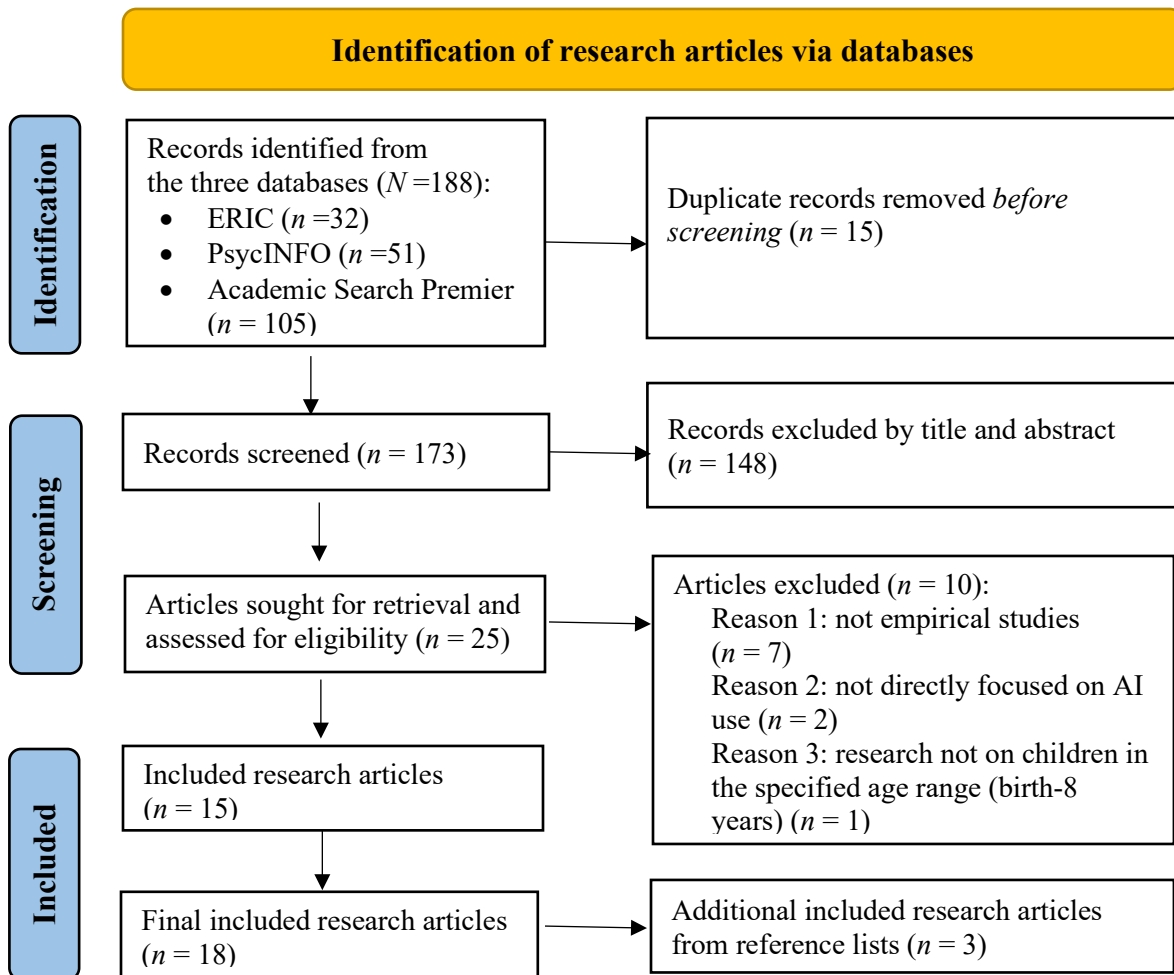 Identification of research articles via databases
Identification
Records identified from
the three databases (N =188):
• ERIC (n =32)
• PsycINFO (n =51)
• Academic Search Premier
(n = 105)
Duplicate records removed before
screening (n = 15)
Screening
Records screened (n = 173)
Records excluded by title and abstract
(n = 148)
Articles sought for retrieval and
assessed for eligibility (n = 25)
Articles excluded (n = 10):
Reason 1: not empirical studies
(n = 7)
Reason 2: not directly focused on AI
use (n = 2)
Reason 3: research not on children in
the specified age range (birth-8
years) (n = 1)
Included
Included research articles
(n = 15)
Final included research articles
(n = 18)
Additional included research articles
from reference lists (n = 3)